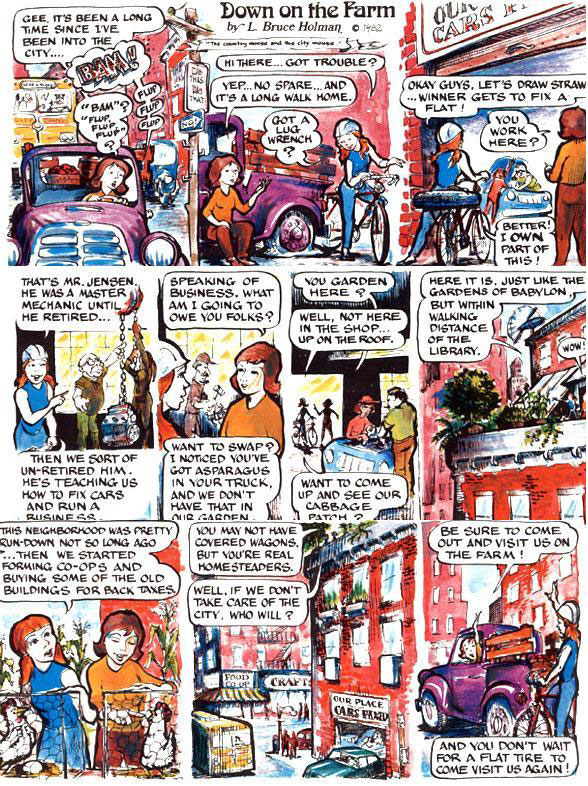 Down on the Farm
by L. Bruce Holman © 1982
"The country mouse and the city mouse"
GEE, IT'S BEEN A LONG
TIME SINCE I'VE
BEEN INTO THE
CITY....
BAM!
"BAM"?
"FLUP,
FLUP,
FLUP"
?
FLUP
FLUP
FLUP
FLUP
THIS
THAT
HI THERE... GOT TROUBLE?
YEP... NO SPARE... AND
IT'S A LONG WALK HOME.
GOT A
LUG
WRENCH
?
OUR
CARS
OKAY GUYS, LET'S DRAW STRAW
...WINNER GETS TO FIX A
FLAT!
YOU
WORK
HERE?
BETTER!
I OWN
PART OF
THIS!
THAT'S MR. JENSEN.
HE WAS A MASTER
MECHANIC UNTIL
HE RETIRED...
THEN WE SORT OF
UN-RETIRED HIM.
HE'S TEACHING US
HOW TO FIX CARS
AND RUN A
BUSINESS
SPEAKING OF
BUSINESS, WHAT
AM I GOING TO
OWE YOU FOLKS?
WANT TO SWAP?
I NOTICED YOU'VE
GOT ASPARAGUS
IN YOUR TRUCK,
AND WE DON'T
HAVE THAT IN
OUR GARDEN
YOU GARDEN
HERE?
WELL, NOT HERE
IN THE SHOP...
UP ON THE ROOF.
WANT TO COME
UP AND SEE OUR
CABBAGE
PATCH?
HERE IT IS, JUST LIKE THE
GARDENS OF BABYLON,
BUT WITHIN
WALKING
DISTANCE
OF THE
LIBRARY.
WOW!
THIS NEIGHBORHOOD WAS PRETTY
RUN-DOWN NOT SO LONG AGO
...THEN WE STARTED
FORMING CO-OPS AND
BUYING SOME OF THE OLD
BUILDINGS FOR BACK TAXES.
YOU MAY NOT HAVE
COVERED WAGONS,
BUT YOU'RE REAL
HOMESTEADERS.
WELL, IF WE DON'T
TAKE CARE OF THE
CITY, WHO WILL?
FOOD
CO-OP
CRAFT
OUR PLACE
CARS FIXED
BE SURE TO COME
OUT AND VISIT US ON
THE FARM!
AND YOU DON'T WAIT
FOR A FLAT TIRE TO
COME VISIT US AGAIN!